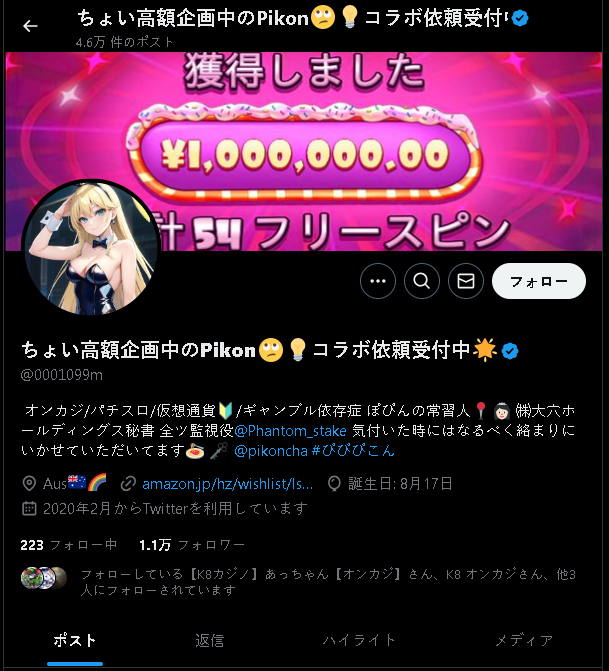 ちょい高額企画中のPikon🙄💡コラボ依頼受付
4.6万 件のポスト
獲得しました
¥1,000,000.00
計 54 フリースピン
フォロー
ちょい高額企画中のPikon🙄💡コラボ依頼受付中🌟
@0001099m
オンカジ/パチスロ/仮想通貨🔰/ギャンブル依存症 ぽぴんの常習人📍👩🏻 ㈱大六ホ
ールディングス秘書 全ツ監視役@Phantom_stake 気付いた時にはなるべく絡まりに
いかせていただいてます🍝 🗝 @pikoncha #ぴぴぴこん
Aus🇦🇺🌈 amazon.jp/hz/wishlist/ls... 誕生日: 8月17日
2020年2月からTwitterを利用しています
223 フォロー中 1.1万 フォロワー
フォローしている【K8カジノ】あっちゃん【オンカジ】さん、K8 オンカジさん、他3
人にフォローされています
ポスト 返信 ハイライト メディア